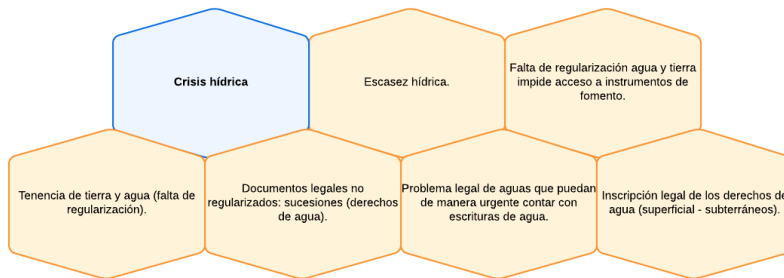 Crisis hídrica
Escasez hídrica.
Falta de regularización agua y tierra
impide acceso a instrumentos de
fomento.
Tenencia de tierra y agua (falta de
regularización).
Documentos legales no
regularizados: sucesiones (derechos
de agua).
Problema legal de aguas que puedan
de manera urgente contar con
escrituras de agua.
Inscripción legal de los derechos de
agua (superficial - subterráneos).